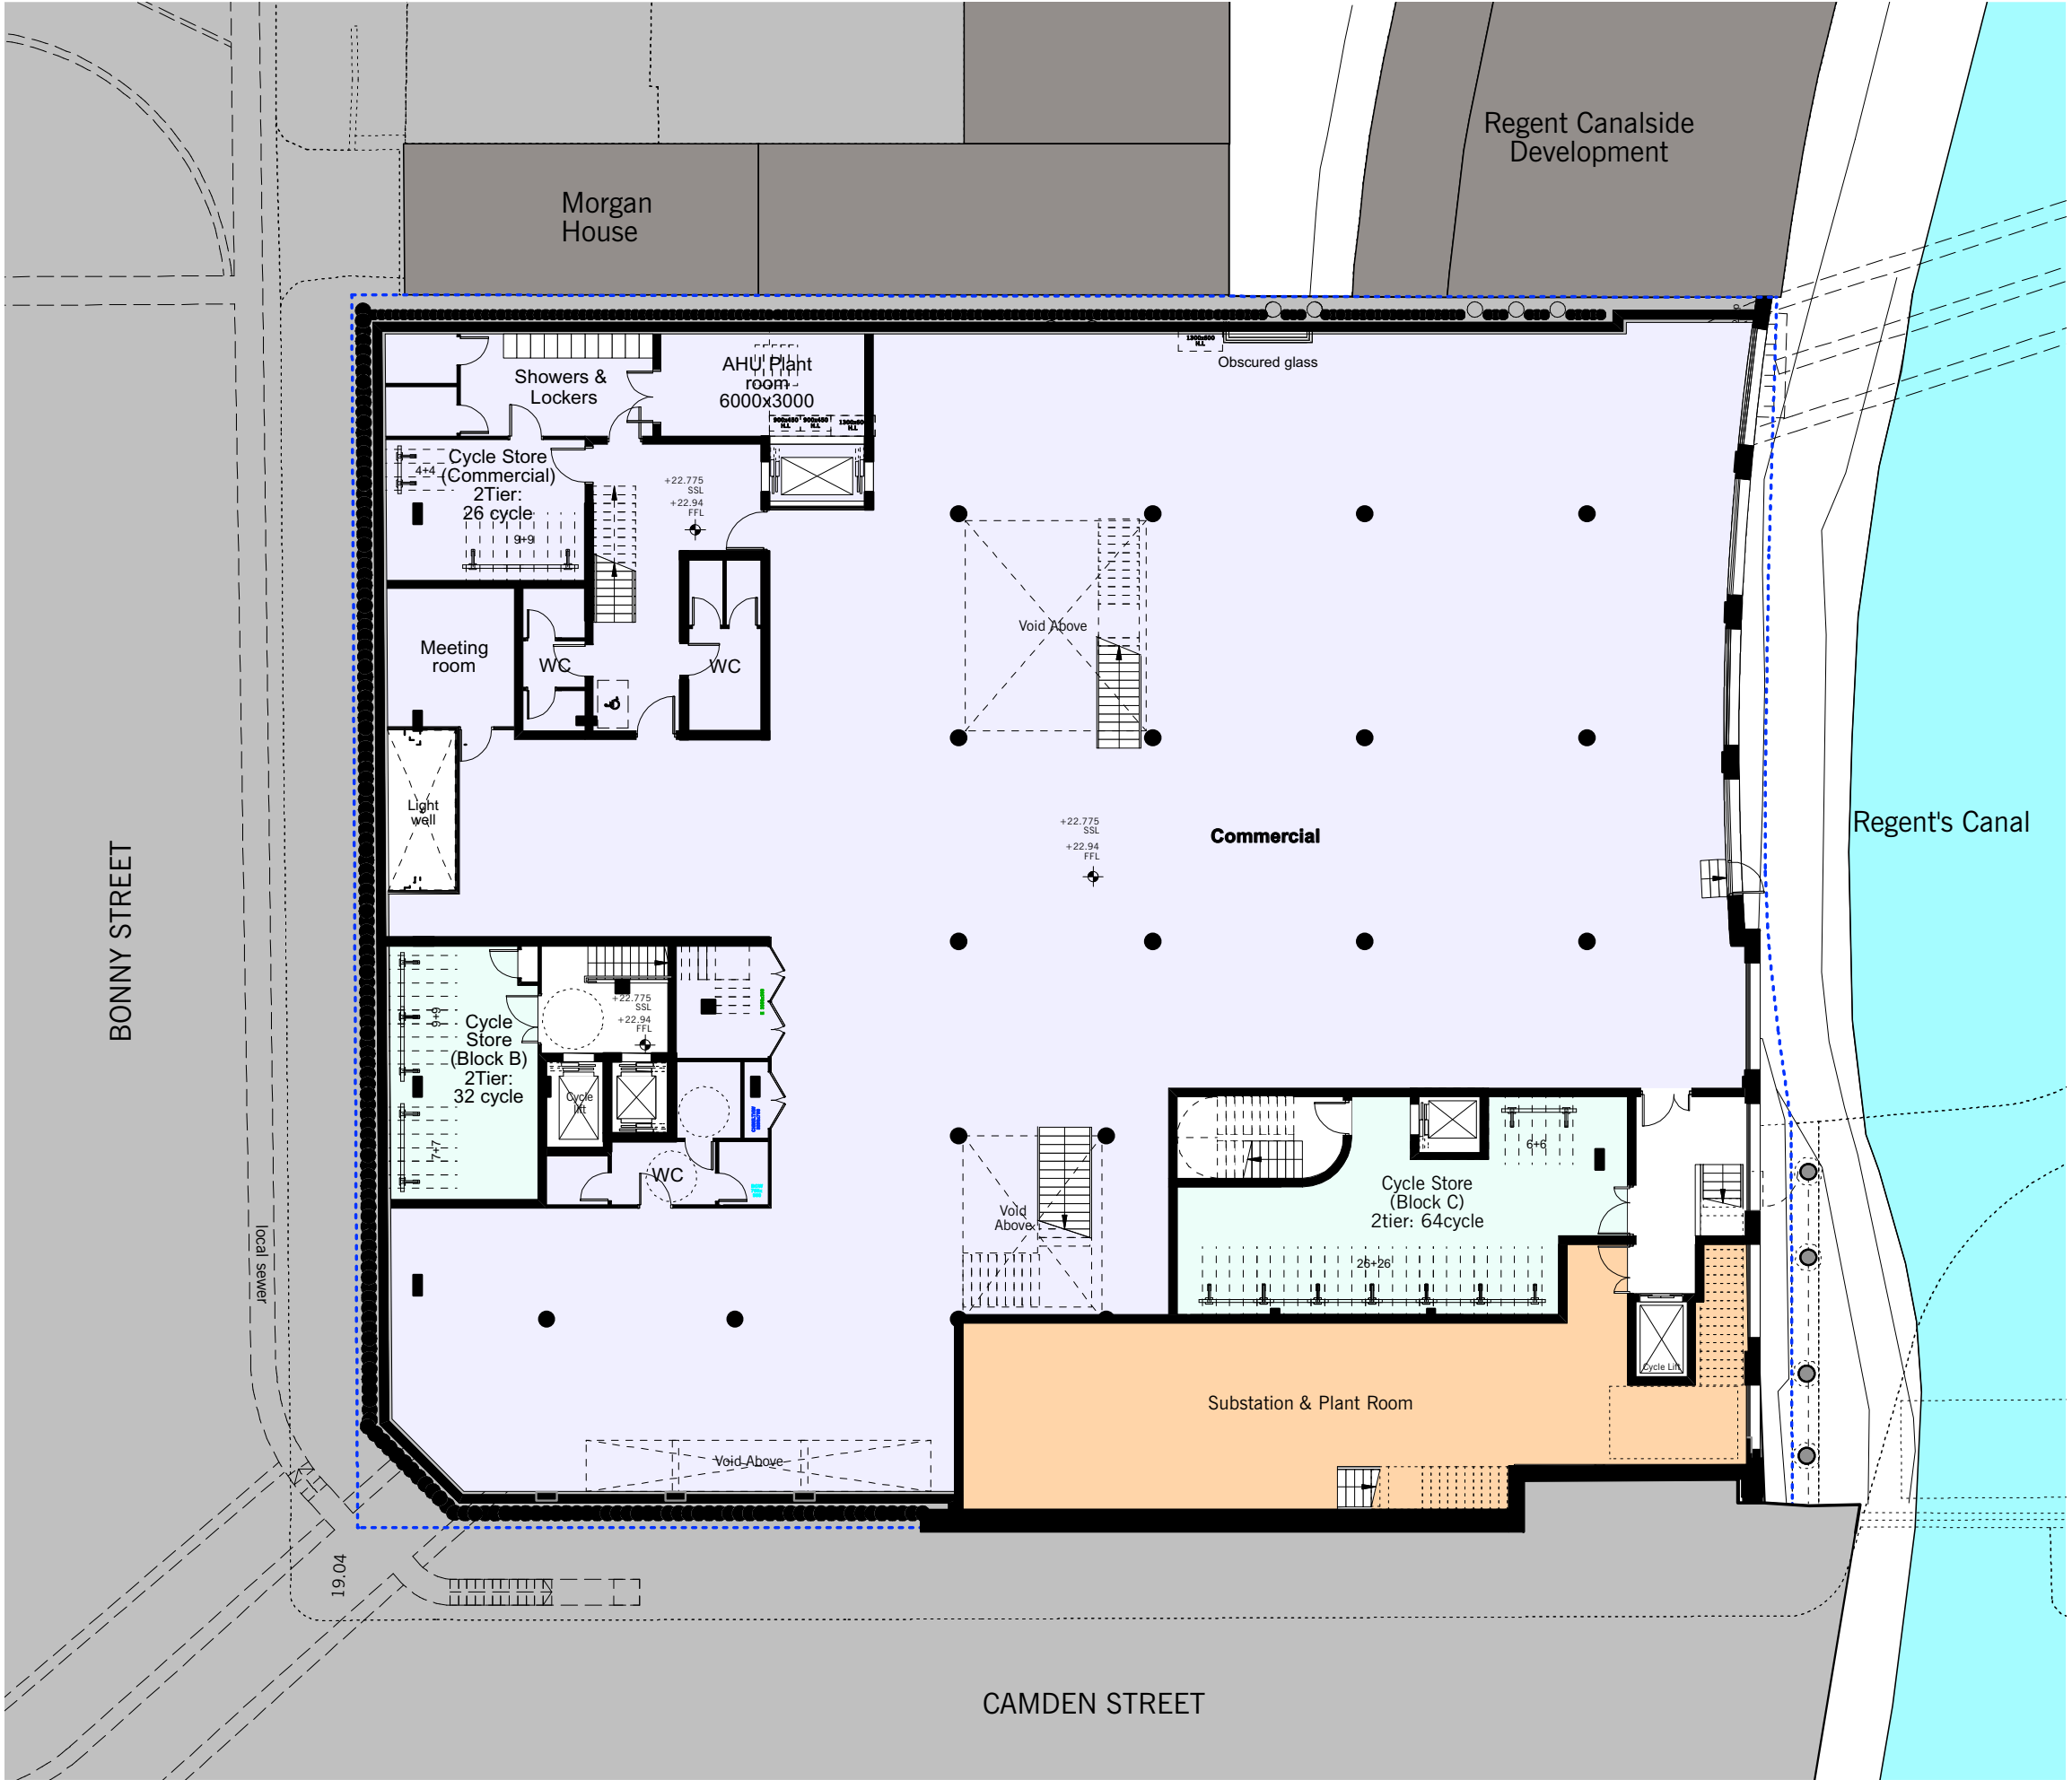 Regent Canalside
Development
Morgan
House
1300x600
H.L
Obscured glass
Showers &
Lockers
AHU Plant
room
6000x3000
900x450
H.L
900x450
H.L
Cycle Store
(Commercial)
2Tier:
26 cycle
4+4
9+9
+22.775
SSL
+22.94
FFL
Void Above
Meeting
room
WC
WC
Light
well
+22.775
SSL
+22.94
FFL
Commercial
Regent's Canal
BONNY STREET
Cycle
Store
(Block B)
2Tier:
32 cycle
9+9
7+7
+22.775
SSL
+22.94
FFL
Cycle
lift
WC
Void
Above
6+6
Cycle Store
(Block C)
2tier: 64cycle
26+26
local sewer
Cycle Lift
Substation & Plant Room
Void Above
19.04
CAMDEN STREET